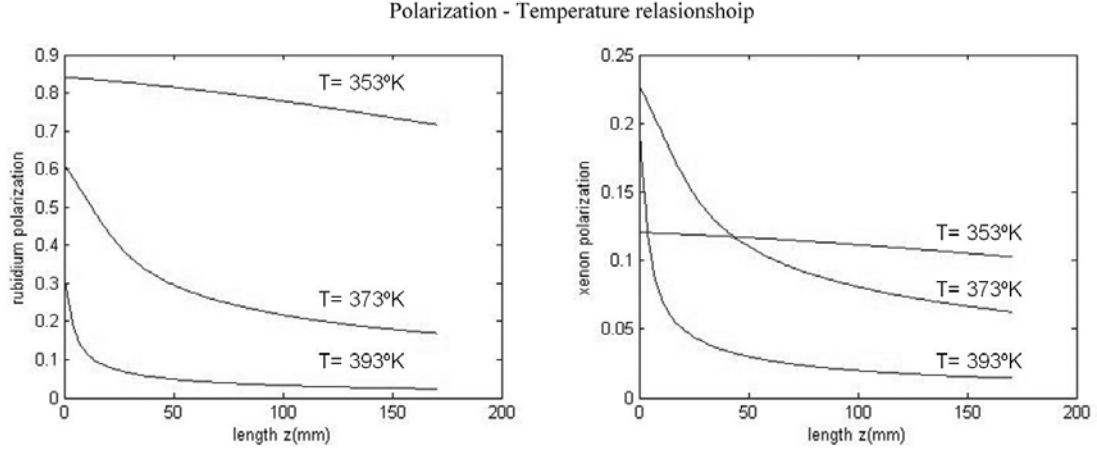 Polarization - Temperature relasionshoip
0.9
0.8
0.7
0.6
0.5
0.4
0.3
0.2
0.1
0
rubidium polarization
T= 353ºK
T= 373ºK
T= 393ºK
0 50 100 150 200
length z(mm)
0.25
0.2
0.15
0.1
0.05
0
xenon polarization
T= 353ºK
T= 373ºK
T= 393ºK
0 50 100 150 200
length z(mm)